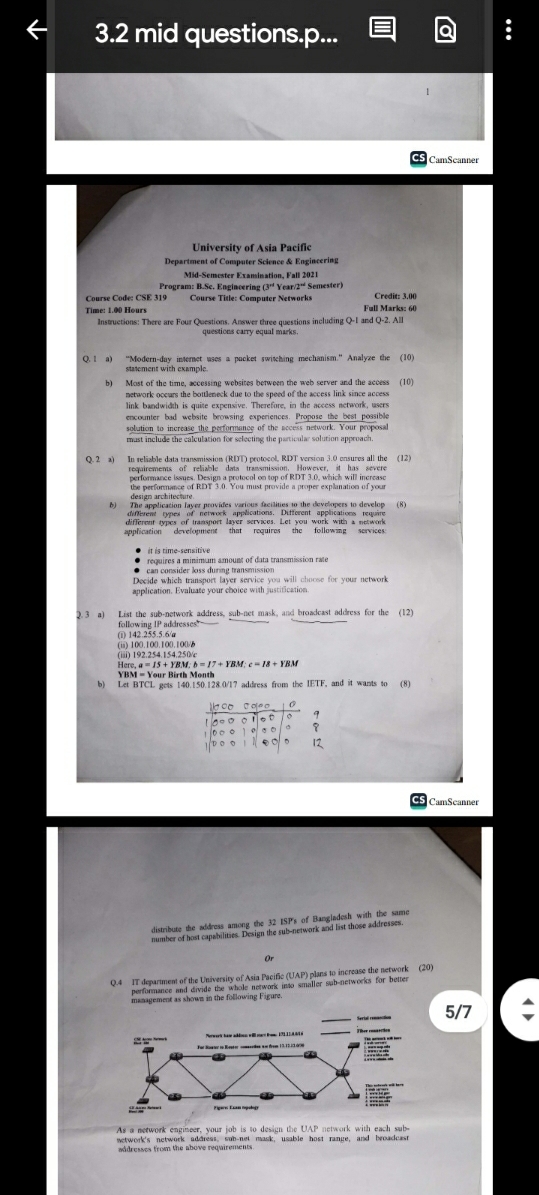 3.2 mid questions.p...
1
CS CamScanner
University of Asia Pacific
Department of Computer Science & Engineering
Mid-Semester Examination, Fall 2021
Program: B.Sc. Engineering (3rd Year/2nd Semester)
Course Code: CSE 319 Course Title: Computer Networks Credit: 3.00
Time: 1.00 Hours Full Marks: 60
Instructions: There are Four Questions. Answer three questions including Q-1 and Q-2. All
questions carry equal marks.
Q. 1 a) "Modern-day internet uses a packet switching mechanism." Analyze the (10)
statement with example.
b) Most of the time, accessing websites between the web server and the access (10)
network occurs the bottleneck due to the speed of the access link since access
link bandwidth is quite expensive. Therefore, in the access network, users
encounter bad website browsing experiences. Propose the best possible
solution to increase the performance of the access network. Your proposal
must include the calculation for selecting the particular solution approach.
Q. 2 a) In reliable data transmission (RDT) protocol, RDT version 3.0 ensures all the (12)
requirements of reliable data transmission. However, it has severe
performance issues. Design a protocol on top of RDT 3.0, which will increase
the performance of RDT 3.0. You must provide a proper explanation of your
design architecture.
b) The application layer provides various facilities to the developers to develop (8)
different types of network applications. Different applications require
different types of transport layer services. Let you work with a network
application development that requires the following services:
● it is time-sensitive
● requires a minimum amount of data transmission rate
● can consider loss during transmission
Decide which transport layer service you will choose for your network
application. Evaluate your choice with justification.
Q.3 a) List the sub-network address, sub-net mask, and broadcast address for the (12)
following IP addresses:
(i) 142.255.5.6/a
(ii) 100.100.100.100/b
(iii) 192.254.154.250/c
Here, a = 15 + YBM; b = 17 + YBM; c = 18 + YBM
YBM = Your Birth Month
b) Let BTCL gets 140.150.128.0/17 address from the IETF, and it wants to (8)
9
8
12
CS CamScanner
distribute the address among the 32 ISP's of Bangladesh with the same
number of host capabilities. Design the sub-network and list those addresses.
Or
Q.4 IT department of the University of Asia Pacific (UAP) plans to increase the network (20)
performance and divide the whole network into smaller sub-networks for better
management as shown in the following Figure.
5/7
Serial connection
Fiber connection
Figure: Exam topology
As a network engineer, your job is to design the UAP network with each sub-
network's network address, sub-net mask, usable host range, and broadcast
addresses from the above requirements.